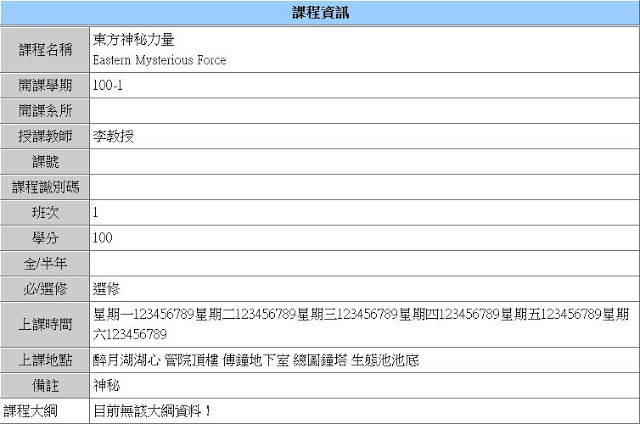 課程資訊
課程名稱 東方神秘力量
Eastern Mysterious Force
開課學期 100-1
開課系所
授課教師 李教授
課號
課程識別碼
班次 1
學分 100
全/半年
必/選修 選修
上課時間 星期一123456789星期二123456789星期三123456789星期四123456789星期五123456789星期
六123456789
上課地點 醉月湖湖心 管院頂樓 傅鐘地下室 總圖鐘塔 生態池池底
備註 神秘
課程大綱 目前無該大綱資料！